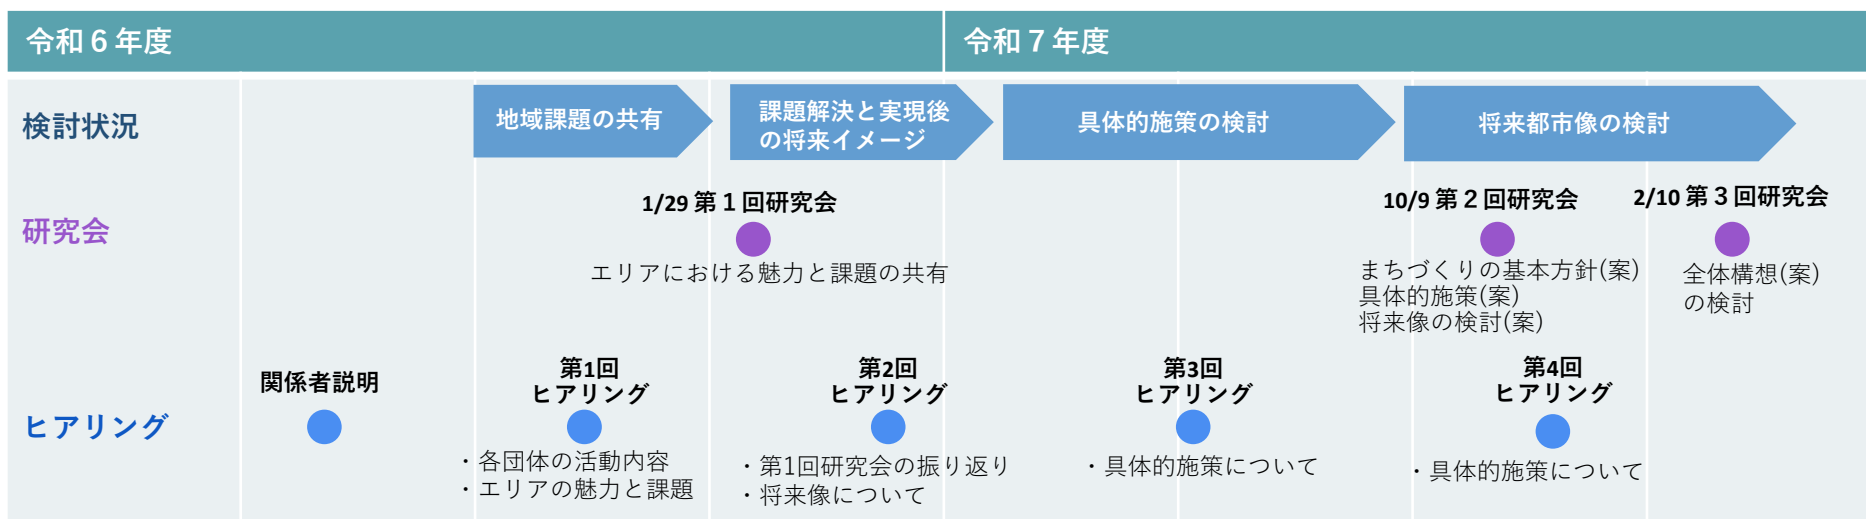 令和６年度
令和７年度
検討状況
地域課題の共有
課題解決と実現後
の将来イメージ
具体的施策の検討
将来都市像の検討
研究会
1/29 第１回研究会
エリアにおける魅力と課題の共有
10/9 第２回研究会
まちづくりの基本方針(案)
具体的施策(案)
将来像の検討(案)
2/10 第３回研究会
全体構想(案)
の検討
ヒアリング
関係者説明
第1回
ヒアリング
・各団体の活動内容
・エリアの魅力と課題
第2回
ヒアリング
・第1回研究会の振り返り
・将来像について
第3回
ヒアリング
・具体的施策について
第4回
ヒアリング
・具体的施策について